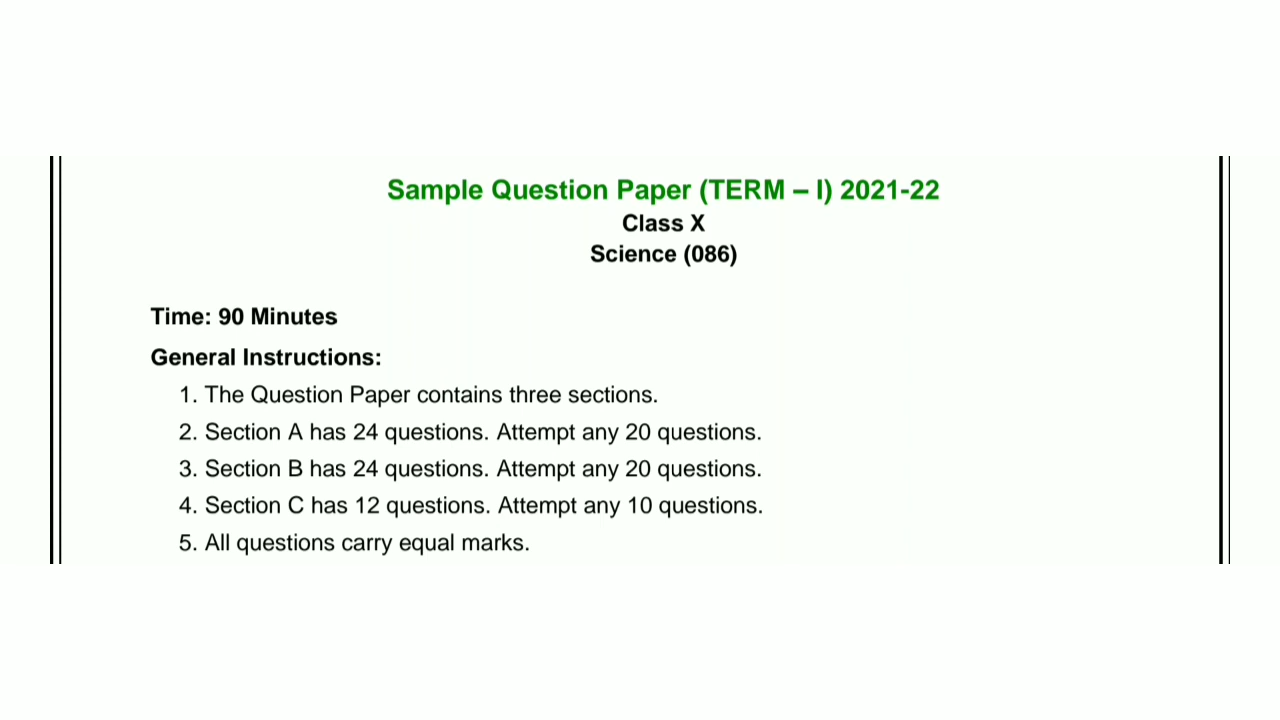 Sample Question Paper (TERM – I) 2021-22
Class X
Science (086)
Time: 90 Minutes
General Instructions:
1. The Question Paper contains three sections.
2. Section A has 24 questions. Attempt any 20 questions.
3. Section B has 24 questions. Attempt any 20 questions.
4. Section C has 12 questions. Attempt any 10 questions.
5. All questions carry equal marks.